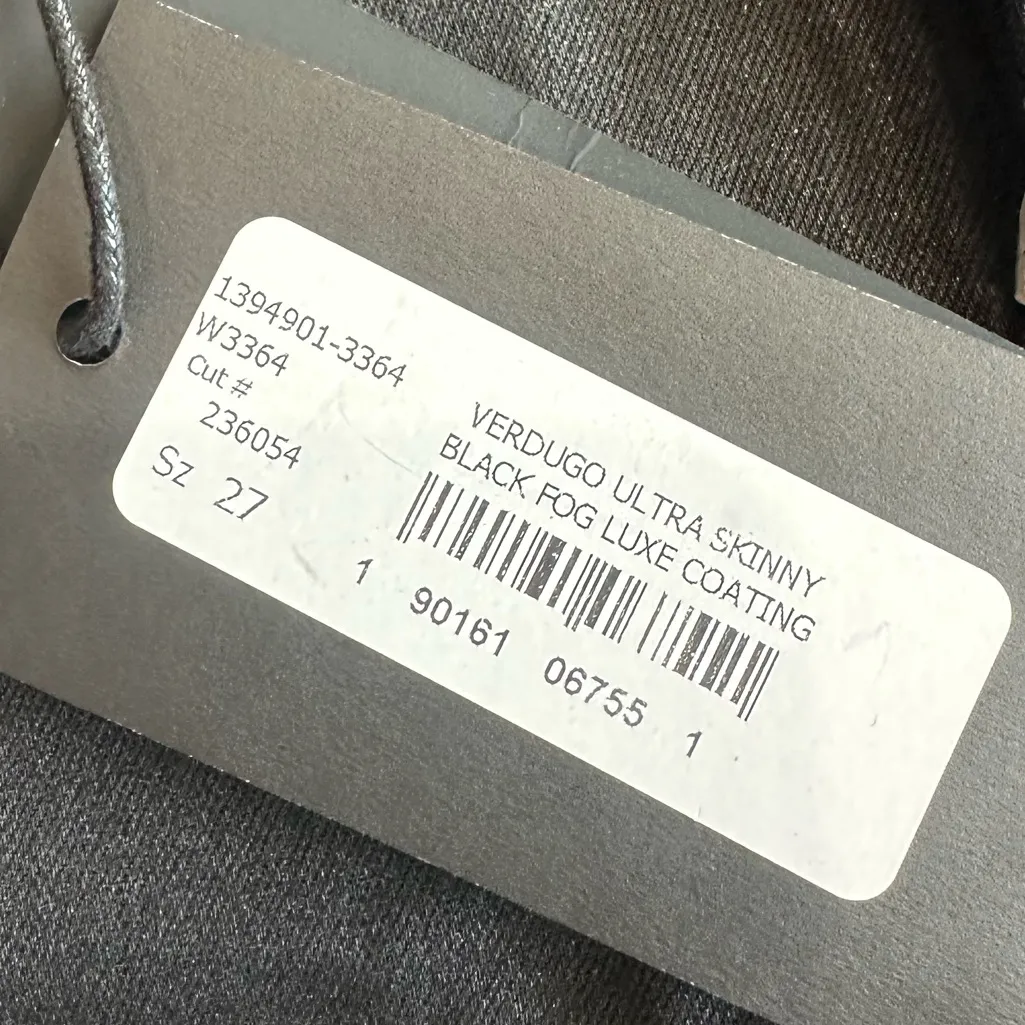 1394901-3364
W3364
Cut #
236054
Sz 27
VERDUGO ULTRA SKINNY
BLACK FOG LUXE COATING
1 90161 06755 1